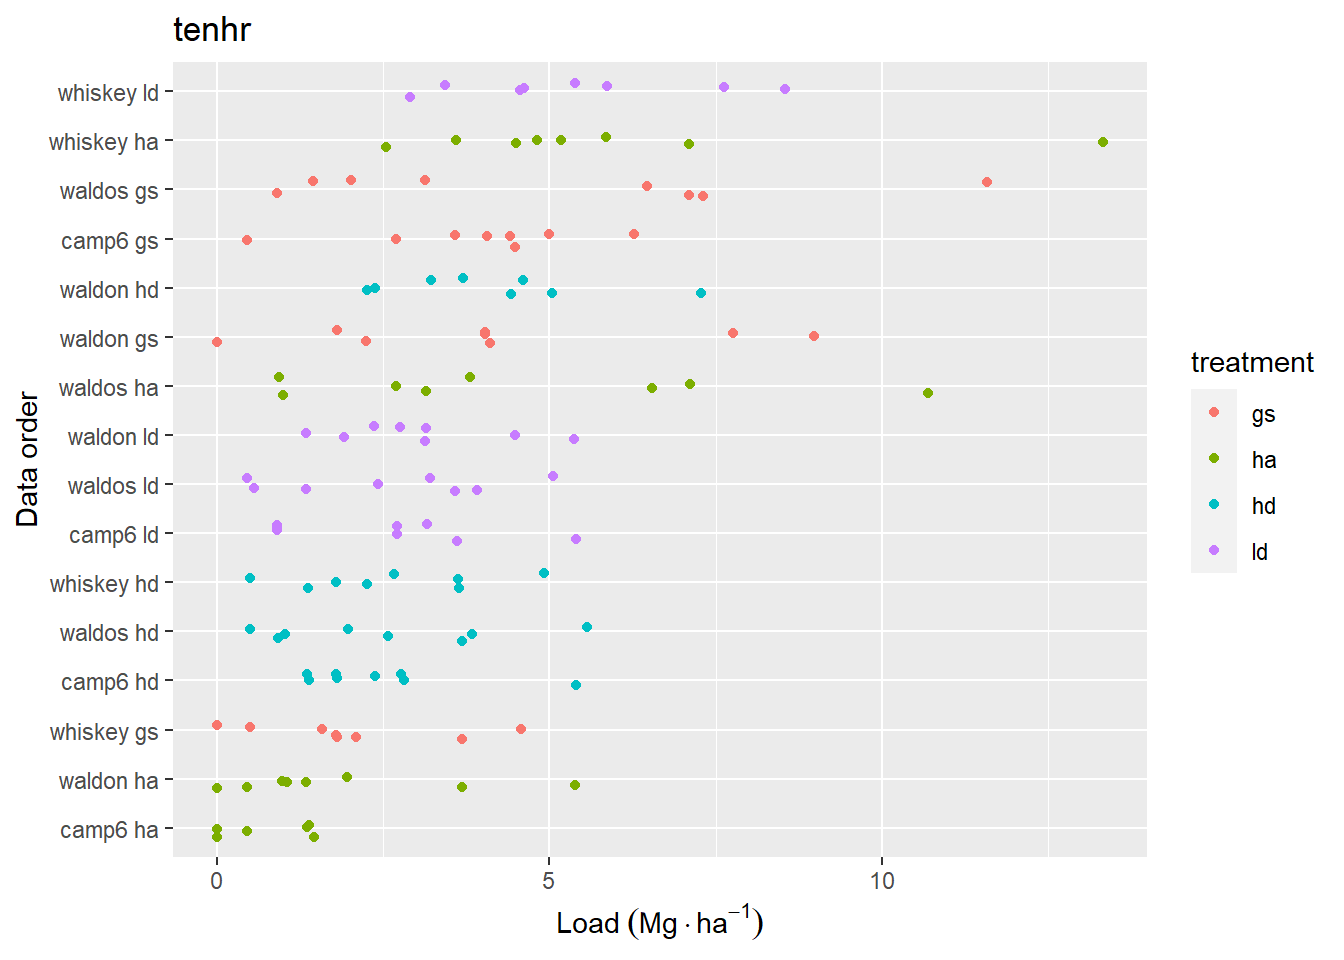 tenhr
whiskey ld
whiskey ha
waldos gs
camp6 gs
waldon hd
waldon gs
waldos ha
waldon ld
waldos ld
camp6 ld
whiskey hd
waldos hd
camp6 hd
whiskey gs
waldon ha
camp6 ha
Data order
0 5 10
Load (Mg · ha⁻¹)
treatment
gs
ha
hd
ld